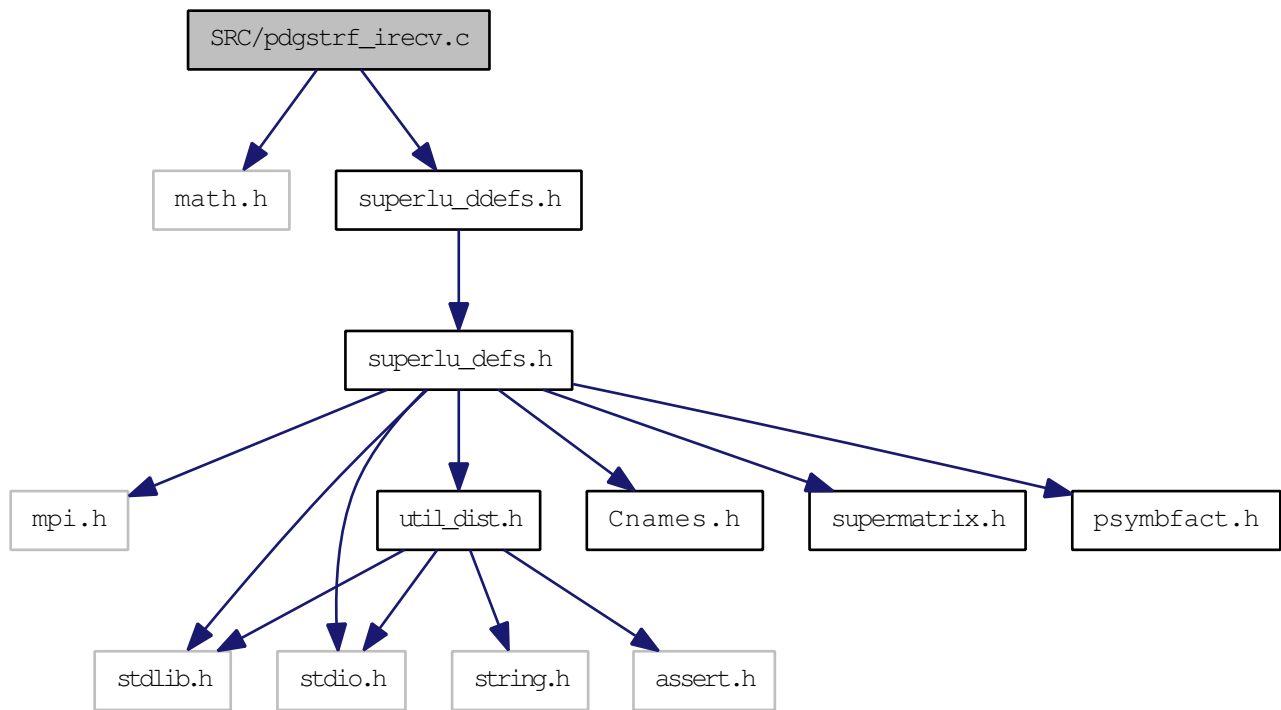 SRC/pdgstrf_irecv.c
math.h
superlu_ddefs.h
superlu_defs.h
mpi.h
util_dist.h
Cnames.h
supermatrix.h
psymbfact.h
stdlib.h
stdio.h
string.h
assert.h